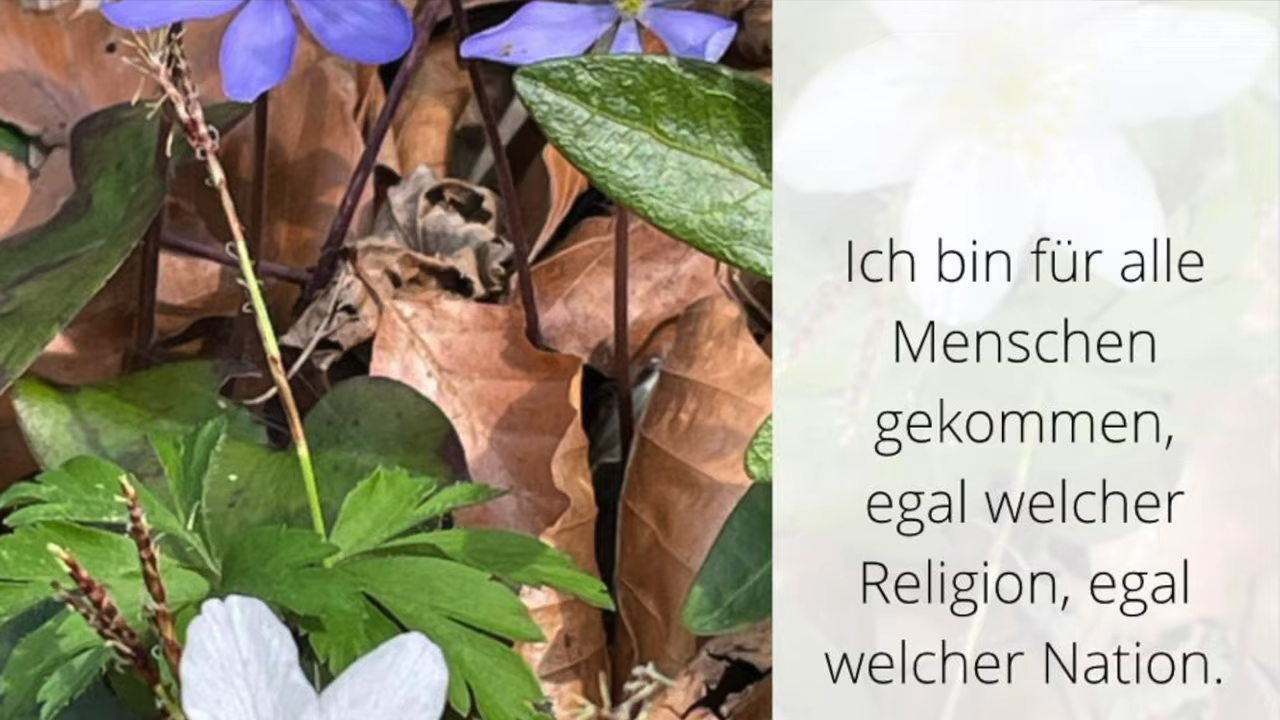 Ich bin für alle
Menschen
gekommen,
egal welcher
Religion, egal
welcher Nation.